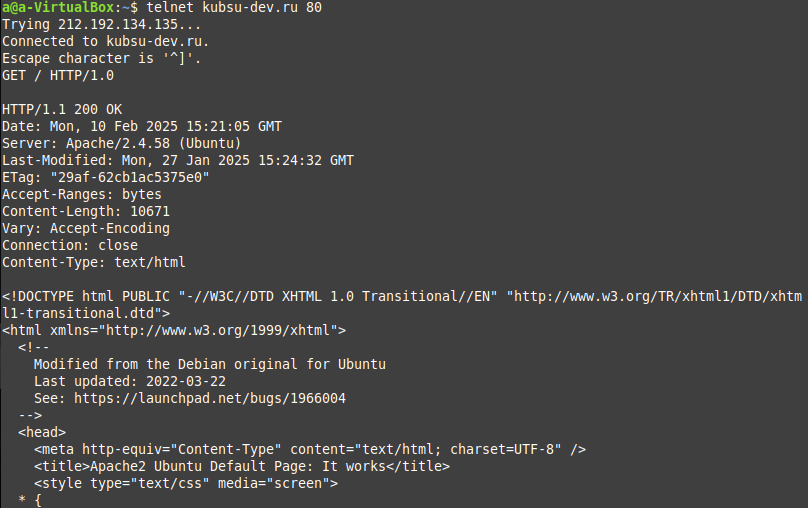 a@a-VirtualBox:~$ telnet kubsu-dev.ru 80
Trying 212.192.134.135...
Connected to kubsu-dev.ru.
Escape character is '^]'.
GET / HTTP/1.0

HTTP/1.1 200 OK
Date: Mon, 10 Feb 2025 15:21:05 GMT
Server: Apache/2.4.58 (Ubuntu)
Last-Modified: Mon, 27 Jan 2025 15:24:32 GMT
ETag: "29af-62cb1ac5375e0"
Accept-Ranges: bytes
Content-Length: 10671
Vary: Accept-Encoding
Connection: close
Content-Type: text/html

<!DOCTYPE html PUBLIC "-//W3C//DTD XHTML 1.0 Transitional//EN" "http://www.w3.org/TR/xhtml1/DTD/xhtm
l1-transitional.dtd">
<html xmlns="http://www.w3.org/1999/xhtml">
  <!--
    Modified from the Debian original for Ubuntu
    Last updated: 2022-03-22
    See: https://launchpad.net/bugs/1966004
  -->
  <head>
    <meta http-equiv="Content-Type" content="text/html; charset=UTF-8" />
    <title>Apache2 Ubuntu Default Page: It works</title>
    <style type="text/css" media="screen">
  * {